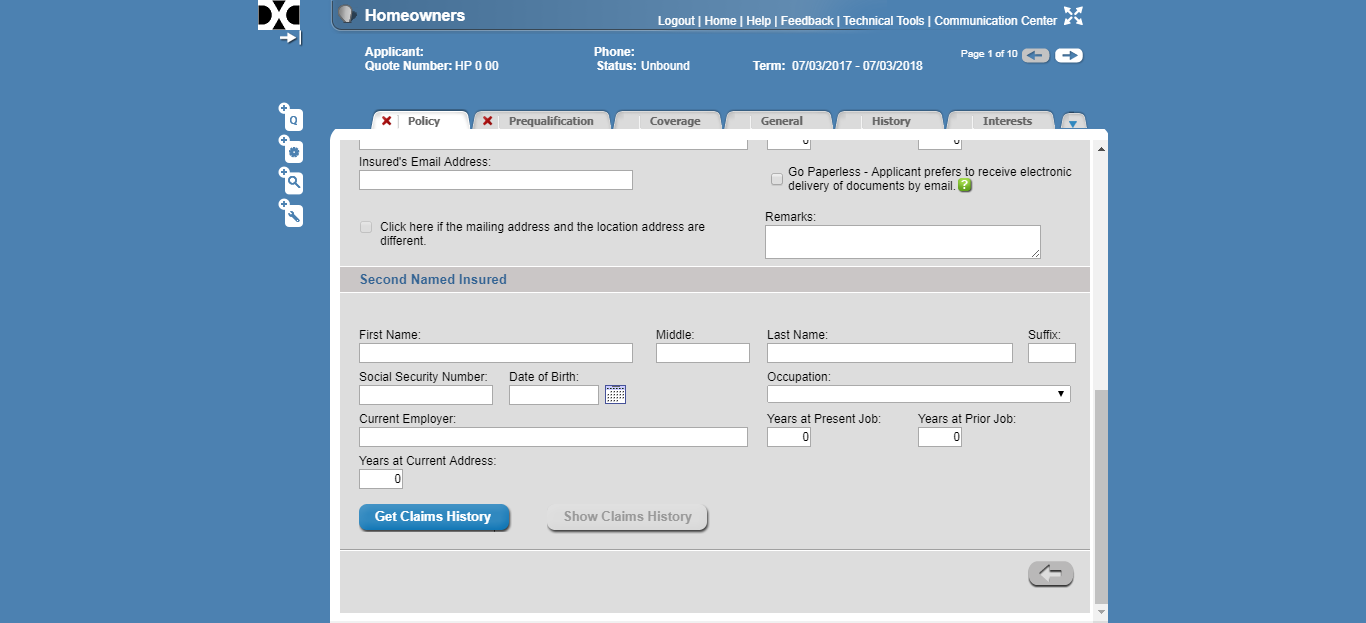 Homeowners
Logout | Home | Help | Feedback | Technical Tools | Communication Center
Applicant:
Phone:
Page 1 of 10
Quote Number: HP 0 00
Status: Unbound
Term: 07/03/2017 - 07/03/2018
Q
Policy
Prequalification
Coverage
General
History
Interests
0
0
Insured's Email Address:
Go Paperless - Applicant prefers to receive electronic
delivery of documents by email. ?
Click here if the mailing address and the location address are
different.
Remarks:
Second Named Insured
First Name:
Middle:
Last Name:
Suffix:
Social Security Number:
Date of Birth:
Occupation:
Current Employer:
Years at Present Job:
Years at Prior Job:
0
0
Years at Current Address:
0
Get Claims History
Show Claims History